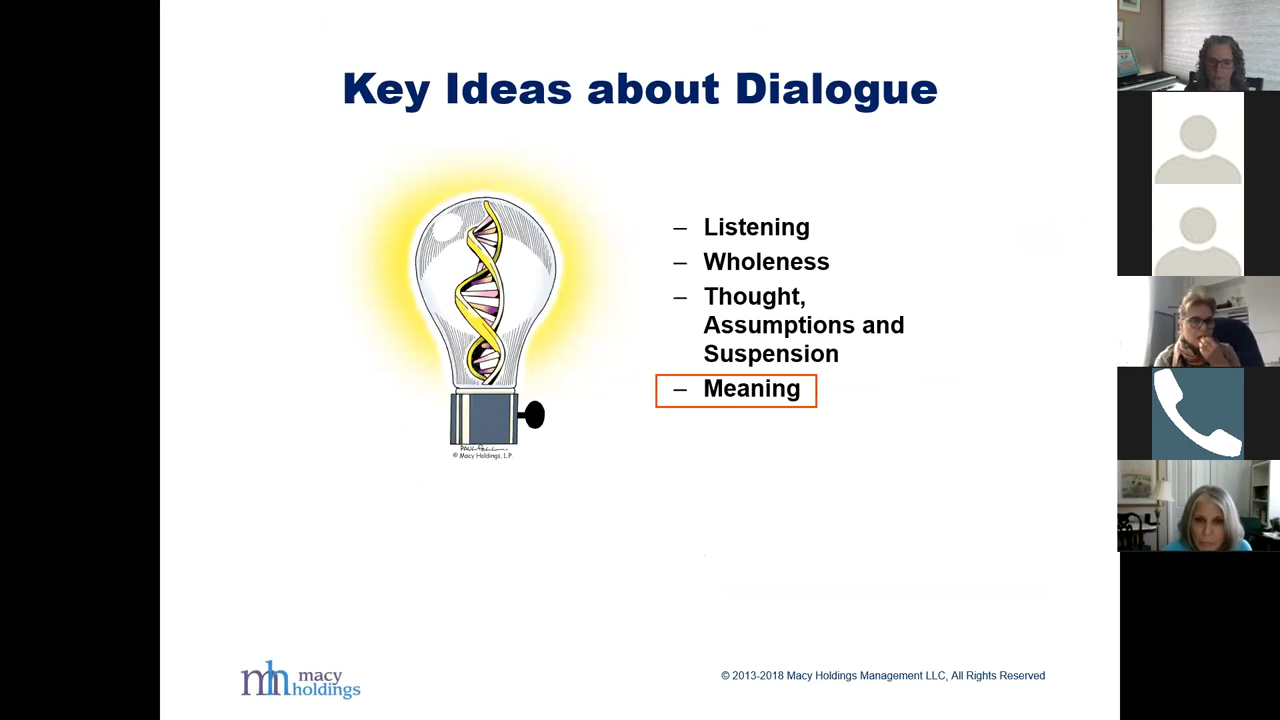 Key Ideas about Dialogue
– Listening
– Wholeness
– Thought,
Assumptions and
Suspension
– Meaning
© Macy Holdings, L.P.
mh macy
holdings
© 2013-2018 Macy Holdings Management LLC, All Rights Reserved